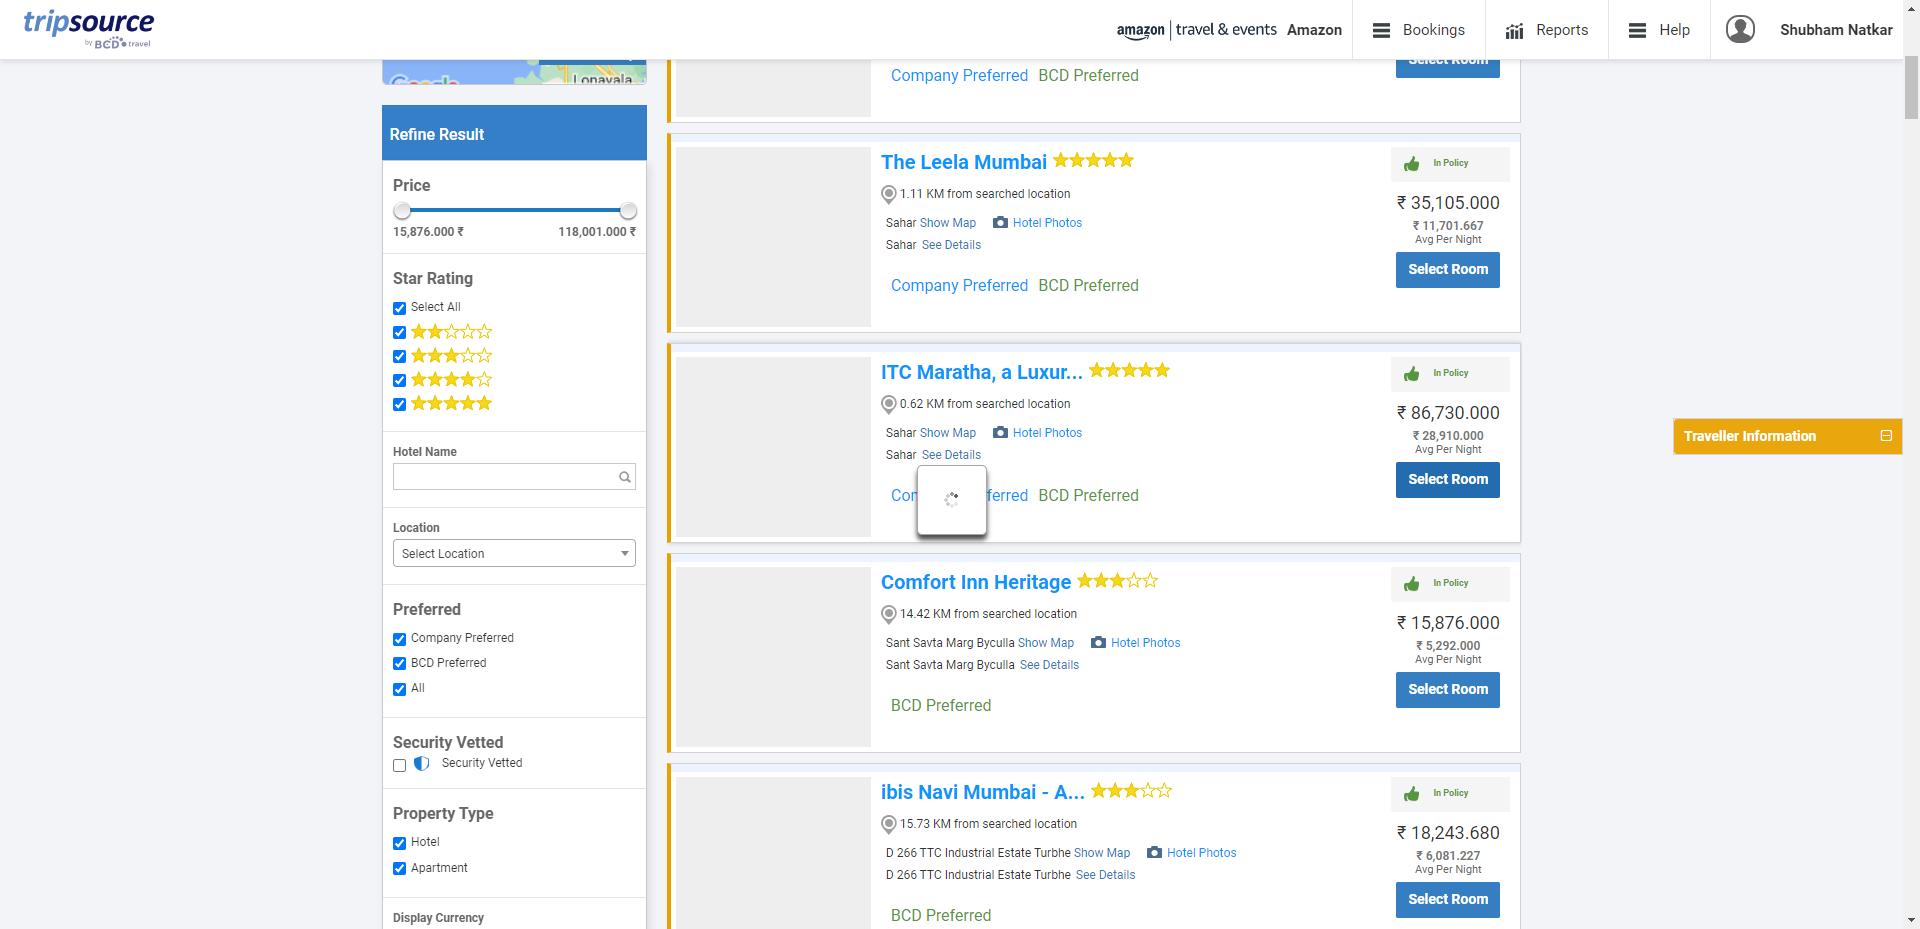 tripsource
by BCD travel
amazon travel & events Amazon
Bookings
Reports
Help
Shubham Natkar
Google
Lonavala
Refine Result
Price
15,876.000 ₹
118,001.000 ₹
Star Rating
Select All
Hotel Name
Location
Select Location
Preferred
Company Preferred
BCD Preferred
All
Security Vetted
Security Vetted
Property Type
Hotel
Apartment
Display Currency
Select Room
Company Preferred BCD Preferred
The Leela Mumbai
1.11 KM from searched location
Sahar Show Map Hotel Photos
Sahar See Details
Company Preferred BCD Preferred
In Policy
₹ 35,105.000
₹ 11,701.667
Avg Per Night
Select Room
ITC Maratha, a Luxur...
0.62 KM from searched location
Sahar Show Map Hotel Photos
Sahar See Details
Con ferred BCD Preferred
In Policy
₹ 86,730.000
₹ 28,910.000
Avg Per Night
Select Room
Comfort Inn Heritage
14.42 KM from searched location
Sant Savta Marg Byculla Show Map Hotel Photos
Sant Savta Marg Byculla See Details
BCD Preferred
In Policy
₹ 15,876.000
₹ 5,292.000
Avg Per Night
Select Room
ibis Navi Mumbai - A...
15.73 KM from searched location
D 266 TTC Industrial Estate Turbhe Show Map Hotel Photos
D 266 TTC Industrial Estate Turbhe See Details
BCD Preferred
In Policy
₹ 18,243.680
₹ 6,081.227
Avg Per Night
Select Room
Traveller Information